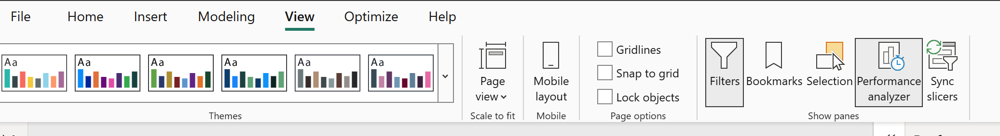 File Home Insert Modeling View Optimize Help
Aa Aa Aa Aa Aa Aa
Themes
Page
view
Scale to fit
Mobile
layout
Mobile
Gridlines
Snap to grid
Lock objects
Page options
Filters
Bookmarks
Selection
Performance
analyzer
Sync
slicers
Show panes